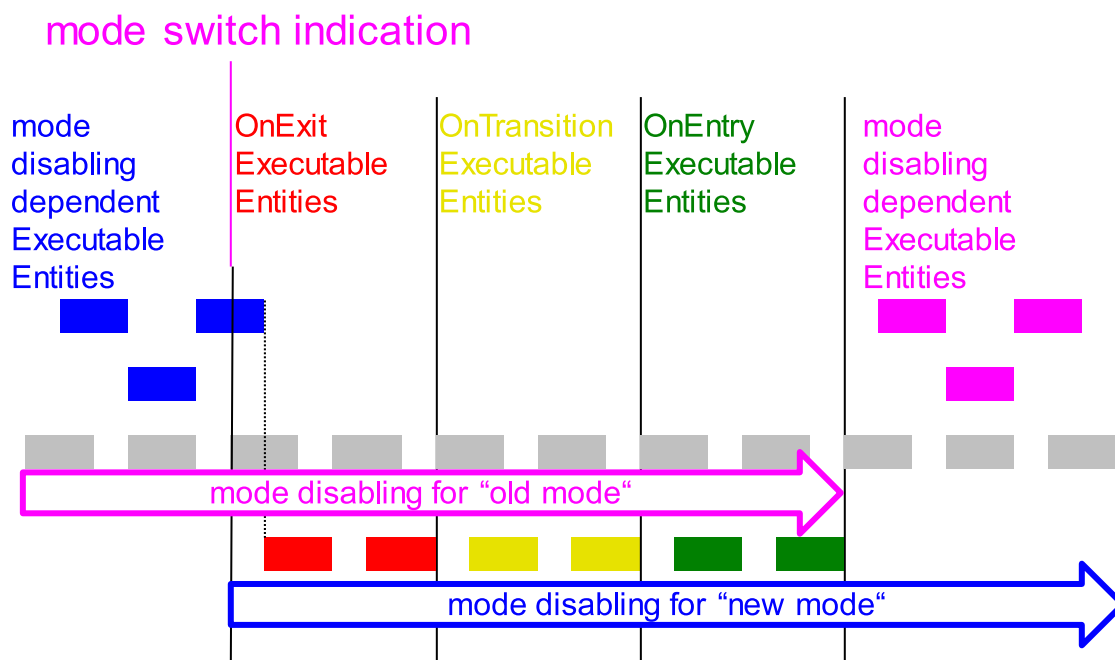 mode switch indication
mode
disabling
dependent
Executable
Entities
OnExit
Executable
Entities
OnTransition
Executable
Entities
OnEntry
Executable
Entities
mode
disabling
dependent
Executable
Entities
mode disabling for “old mode“
mode disabling for “new mode“